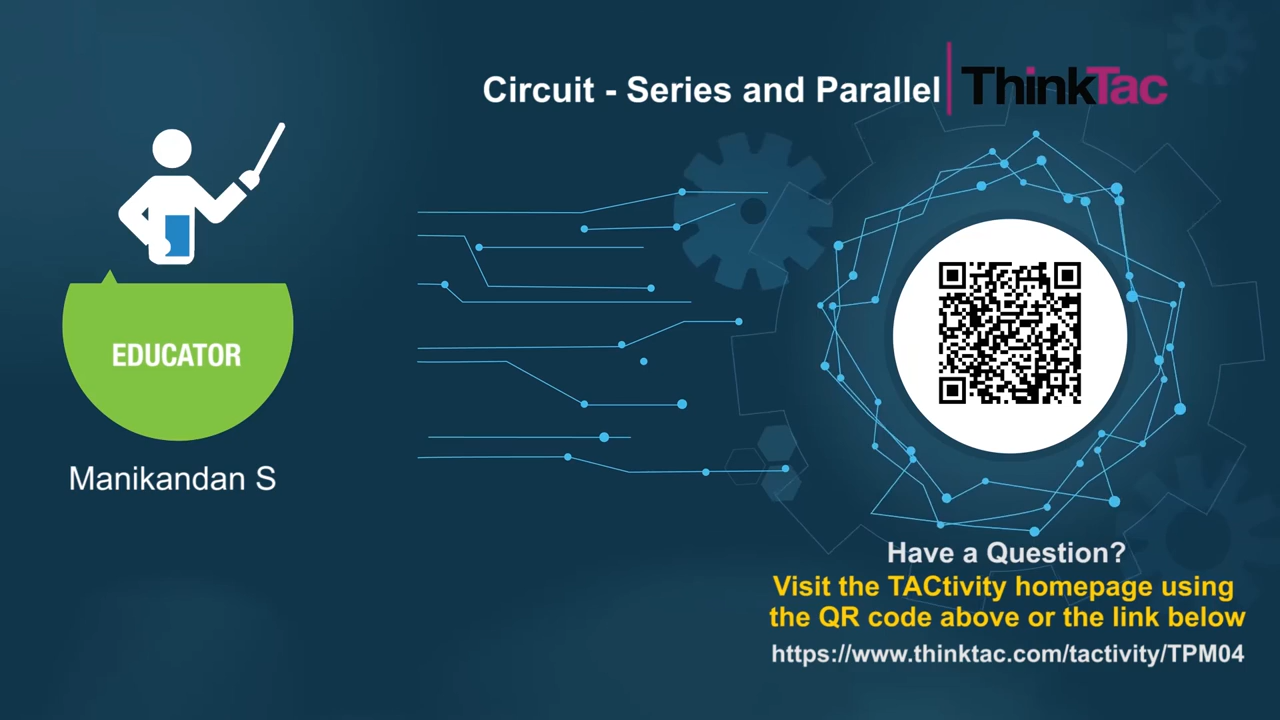 Circuit - Series and Parallel
ThinkTac
EDUCATOR
Manikandan S
Have a Question?
Visit the TACtivity homepage using
the QR code above or the link below
https://www.thinktac.com/tactivity/TPM04